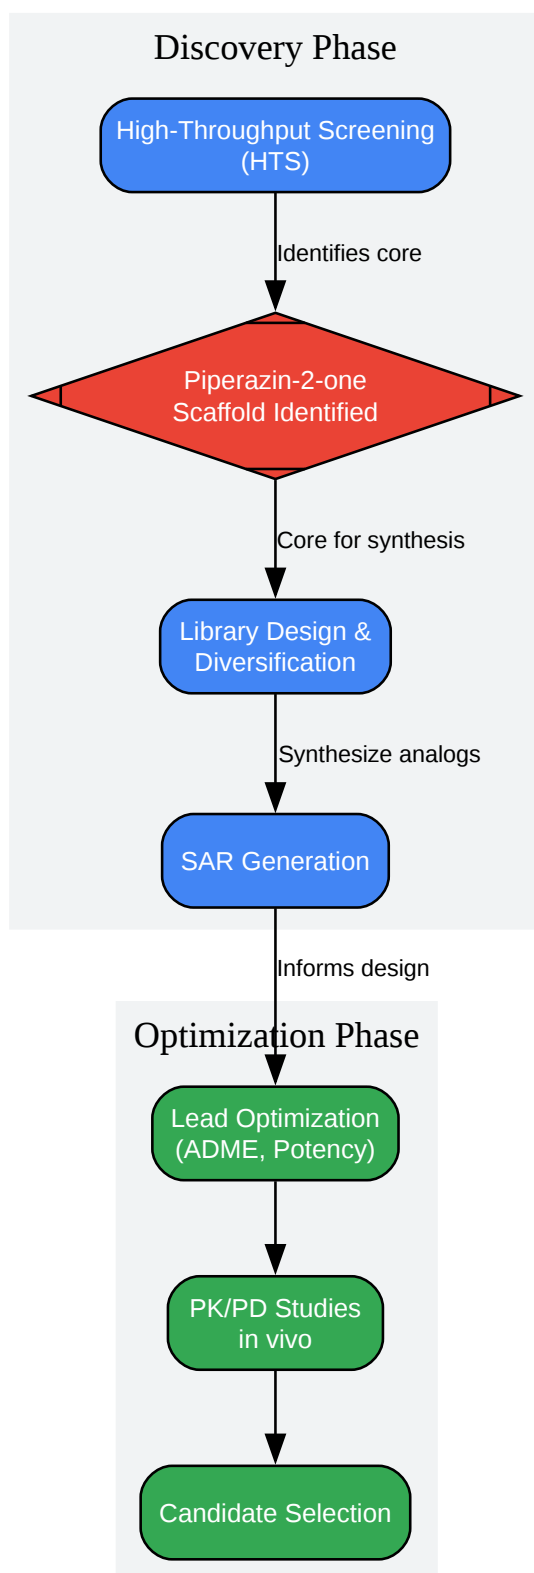 Discovery Phase
High-Throughput Screening
(HTS)
Identifies core
Piperazin-2-one
Scaffold Identified
Core for synthesis
Library Design &
Diversification
Synthesize analogs
SAR Generation
Informs design
Optimization Phase
Lead Optimization
(ADME, Potency)
PK/PD Studies
in vivo
Candidate Selection